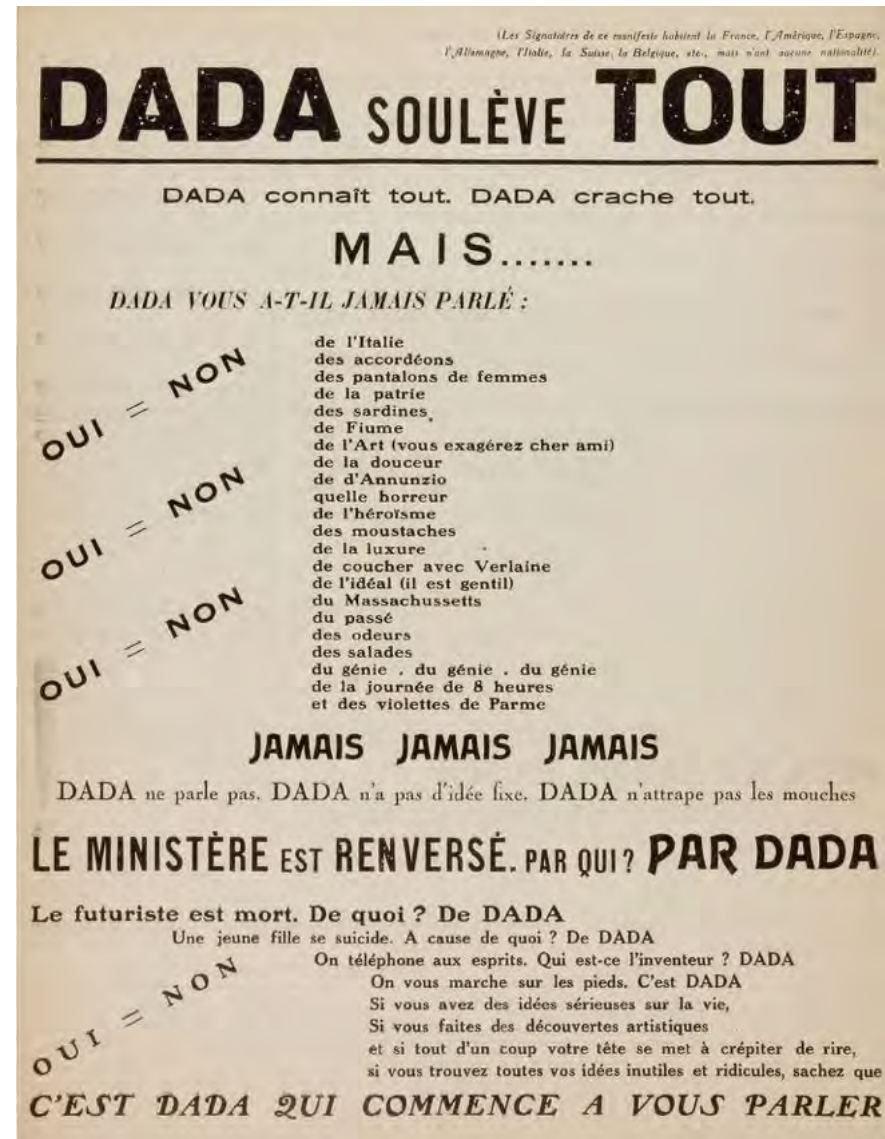 (Les Signataires de ce manifeste habitent la France, l'Amérique, l'Espagne,
l'Allemagne, l'Italie, la Suisse, la Belgique, etc., mais n'ont aucune nationalité).
DADA SOULÈVE TOUT
DADA connaît tout. DADA crache tout.
MAIS.......
DADA VOUS A-T-IL JAMAIS PARLÉ :
de l'Italie
des accordéons
des pantalons de femmes
de la patrie
des sardines
de Fiume
de l'Art (vous exagérez cher ami)
de la douceur
de d'Annunzio
quelle horreur
de l'héroïsme
des moustaches
de la luxure
de coucher avec Verlaine
de l'idéal (il est gentil)
du Massachussetts
du passé
des odeurs
des salades
du génie . du génie . du génie
de la journée de 8 heures
et des violettes de Parme
OUI = NON
OUI = NON
OUI = NON
JAMAIS JAMAIS JAMAIS
DADA ne parle pas. DADA n'a pas d'idée fixe. DADA n'attrape pas les mouches
LE MINISTÈRE EST RENVERSÉ. PAR QUI ? PAR DADA
Le futuriste est mort. De quoi ? De DADA
Une jeune fille se suicide. A cause de quoi ? De DADA
On téléphone aux esprits. Qui est-ce l'inventeur ? DADA
On vous marche sur les pieds. C'est DADA
Si vous avez des idées sérieuses sur la vie,
Si vous faites des découvertes artistiques
et si tout d'un coup votre tête se met à crépiter de rire,
si vous trouvez toutes vos idées inutiles et ridicules, sachez que
OUI = NON
C'EST DADA QUI COMMENCE A VOUS PARLER